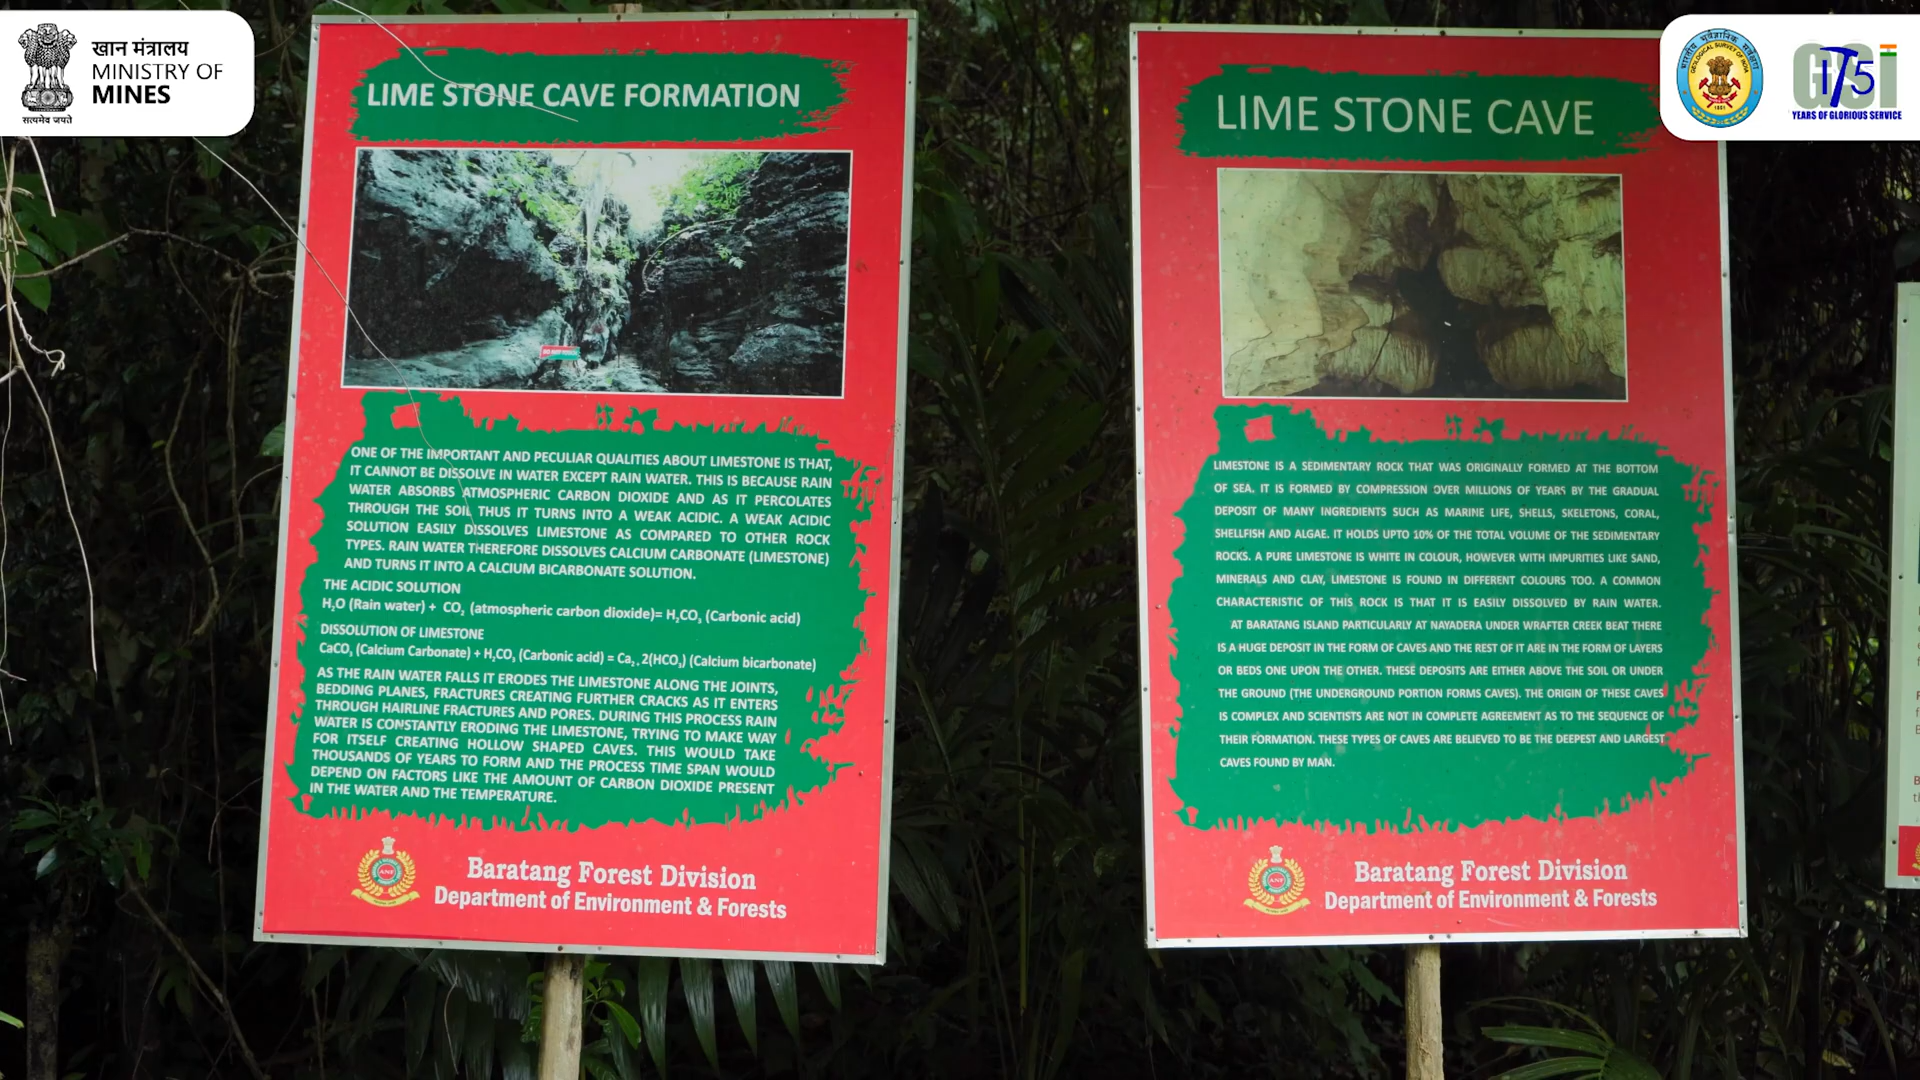 खान मंत्रालय
MINISTRY OF
MINES
सत्यमेव जयते
LIME STONE CAVE FORMATION
ONE OF THE IMPORTANT AND PECULIAR QUALITIES ABOUT LIMESTONE IS THAT,
IT CANNOT BE DISSOLVE IN WATER EXCEPT RAIN WATER. THIS IS BECAUSE RAIN
WATER ABSORBS ATMOSPHERIC CARBON DIOXIDE AND AS IT PERCOLATES
THROUGH THE SOIL THUS IT TURNS INTO A WEAK ACIDIC. A WEAK ACIDIC
SOLUTION EASILY DISSOLVES LIMESTONE AS COMPARED TO OTHER ROCK
TYPES. RAIN WATER THEREFORE DISSOLVES CALCIUM CARBONATE (LIMESTONE)
AND TURNS IT INTO A CALCIUM BICARBONATE SOLUTION.
THE ACIDIC SOLUTION
H₂O (Rain water) + CO₂ (atmospheric carbon dioxide)= H₂CO₃ (Carbonic acid)
DISSOLUTION OF LIMESTONE
CaCO₃ (Calcium Carbonate) + H₂CO₃ (Carbonic acid) = Ca₂₊ 2(HCO₃) (Calcium bicarbonate)
AS THE RAIN WATER FALLS IT ERODES THE LIMESTONE ALONG THE JOINTS,
BEDDING PLANES, FRACTURES CREATING FURTHER CRACKS AS IT ENTERS
THROUGH HAIRLINE FRACTURES AND PORES. DURING THIS PROCESS RAIN
WATER IS CONSTANTLY ERODING THE LIMESTONE, TRYING TO MAKE WAY
FOR ITSELF CREATING HOLLOW SHAPED CAVES. THIS WOULD TAKE
THOUSANDS OF YEARS TO FORM AND THE PROCESS TIME SPAN WOULD
DEPEND ON FACTORS LIKE THE AMOUNT OF CARBON DIOXIDE PRESENT
IN THE WATER AND THE TEMPERATURE.
Baratang Forest Division
Department of Environment & Forests
LIME STONE CAVE
LIMESTONE IS A SEDIMENTARY ROCK THAT WAS ORIGINALLY FORMED AT THE BOTTOM
OF SEA. IT IS FORMED BY COMPRESSION OVER MILLIONS OF YEARS BY THE GRADUAL
DEPOSIT OF MANY INGREDIENTS SUCH AS MARINE LIFE, SHELLS, SKELETONS, CORAL,
SHELLFISH AND ALGAE. IT HOLDS UPTO 10% OF THE TOTAL VOLUME OF THE SEDIMENTARY
ROCKS. A PURE LIMESTONE IS WHITE IN COLOUR, HOWEVER WITH IMPURITIES LIKE SAND,
MINERALS AND CLAY, LIMESTONE IS FOUND IN DIFFERENT COLOURS TOO. A COMMON
CHARACTERISTIC OF THIS ROCK IS THAT IT IS EASILY DISSOLVED BY RAIN WATER.
AT BARATANG ISLAND PARTICULARLY AT NAYADERA UNDER WRAFTER CREEK BEAT THERE
IS A HUGE DEPOSIT IN THE FORM OF CAVES AND THE REST OF IT ARE IN THE FORM OF LAYERS
OR BEDS ONE UPON THE OTHER. THESE DEPOSITS ARE EITHER ABOVE THE SOIL OR UNDER
THE GROUND (THE UNDERGROUND PORTION FORMS CAVES). THE ORIGIN OF THESE CAVES
IS COMPLEX AND SCIENTISTS ARE NOT IN COMPLETE AGREEMENT AS TO THE SEQUENCE OF
THEIR FORMATION. THESE TYPES OF CAVES ARE BELIEVED TO BE THE DEEPEST AND LARGEST
CAVES FOUND BY MAN.
Baratang Forest Division
Department of Environment & Forests
भारतीय भूवैज्ञानिक सर्वेक्षण
GEOLOGICAL SURVEY OF INDIA
1851
GSI
175
YEARS OF GLORIOUS SERVICE